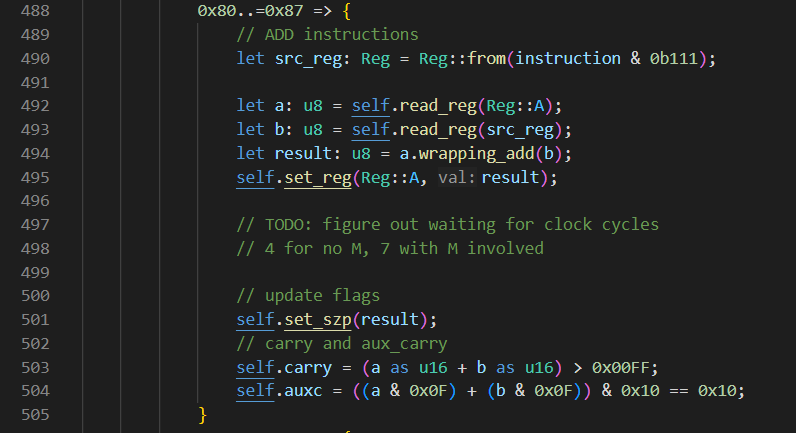 488 0x80..=0x87 => {
489 // ADD instructions
490 let src_reg: Reg = Reg::from(instruction & 0b111);
491
492 let a: u8 = self.read_reg(Reg::A);
493 let b: u8 = self.read_reg(src_reg);
494 let result: u8 = a.wrapping_add(b);
495 self.set_reg(Reg::A, val: result);
496
497 // TODO: figure out waiting for clock cycles
498 // 4 for no M, 7 with M involved
499
500 // update flags
501 self.set_szp(result);
502 // carry and aux_carry
503 self.carry = (a as u16 + b as u16) > 0x00FF;
504 self.auxc = ((a & 0x0F) + (b & 0x0F)) & 0x10 == 0x10;
505 }